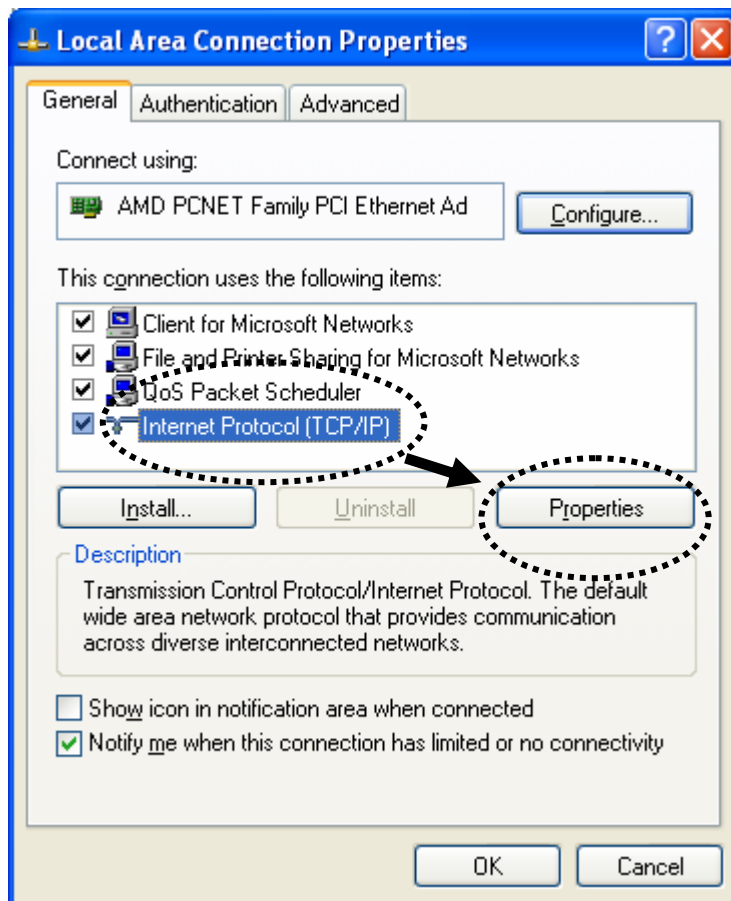 Local Area Connection Properties
General Authentication Advanced
Connect using:
AMD PCNET Family PCI Ethernet Ad
Configure...
This connection uses the following items:
Client for Microsoft Networks
File and Printer Sharing for Microsoft Networks
QoS Packet Scheduler
Internet Protocol (TCP/IP)
Install... Uninstall Properties
Description
Transmission Control Protocol/Internet Protocol. The default
wide area network protocol that provides communication
across diverse interconnected networks.
Show icon in notification area when connected
Notify me when this connection has limited or no connectivity
OK Cancel